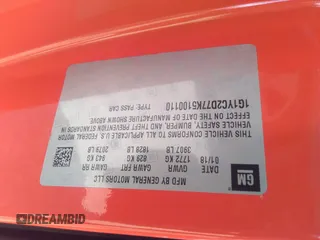 MFD BY GENERAL MOTORS LLC
DATE GVWR GAWR FRT GAWR RR
01/18 1772 KG 829 KG 943 KG
3907 LB 1828 LB 2079 LB
THIS VEHICLE CONFORMS TO ALL APPLICABLE U.S. FEDERAL MOTOR
VEHICLE SAFETY, BUMPER, AND THEFT PREVENTION STANDARDS IN
EFFECT ON THE DATE OF MANUFACTURE SHOWN ABOVE.
1G1YC2D77K5100110 TYPE: PASS CAR
GM
DREAMBID